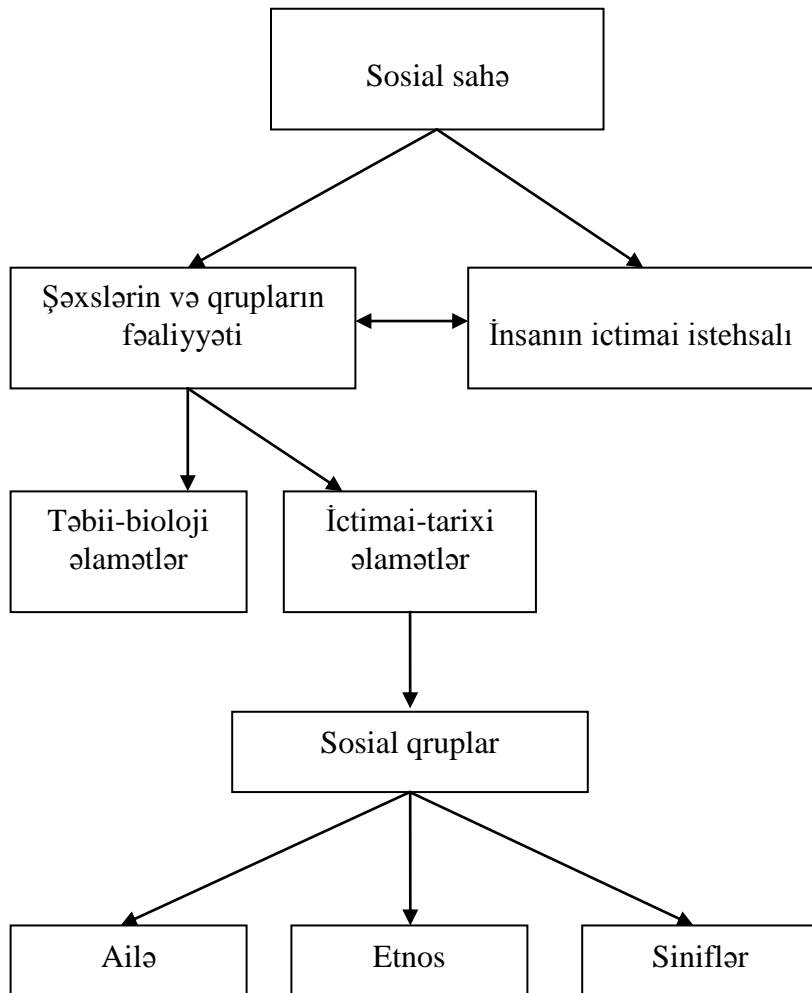 Sosial sahə
Şəxslərin və qrupların
fəaliyyəti
İnsanın ictimai istehsalı
Təbii-bioloji
əlamətlər
İctimai-tarixi
əlamətlər
Sosial qruplar
Ailə
Etnos
Siniflər